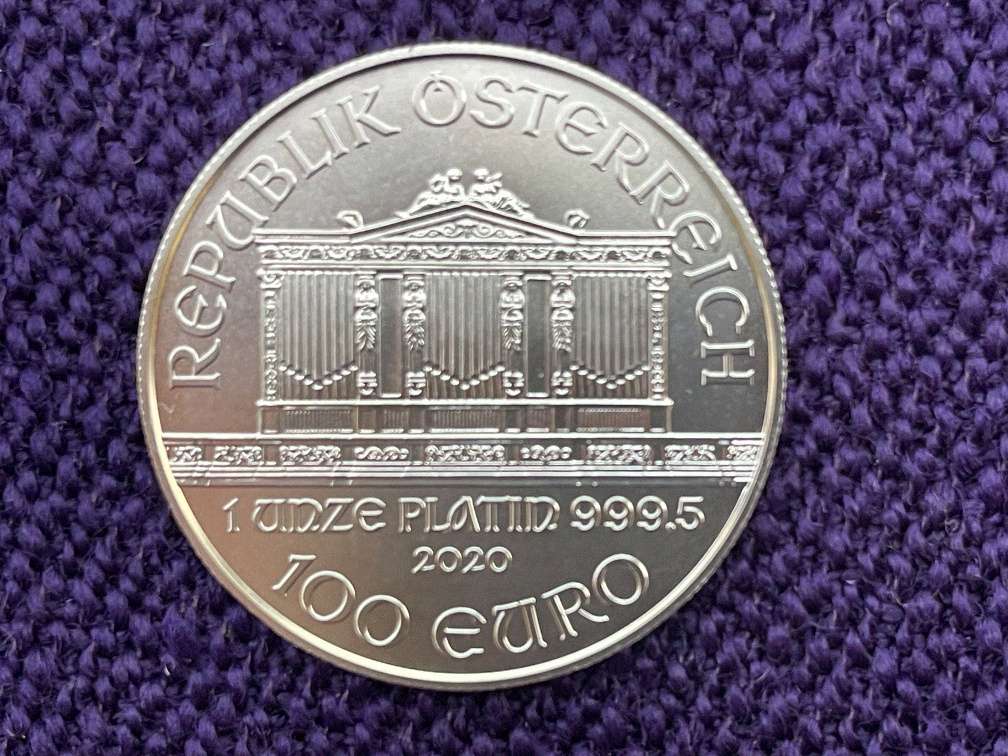 REPUBLIK ÖSTERREICH
1 UNZE PLATIN 999.5
2020
100 EURO